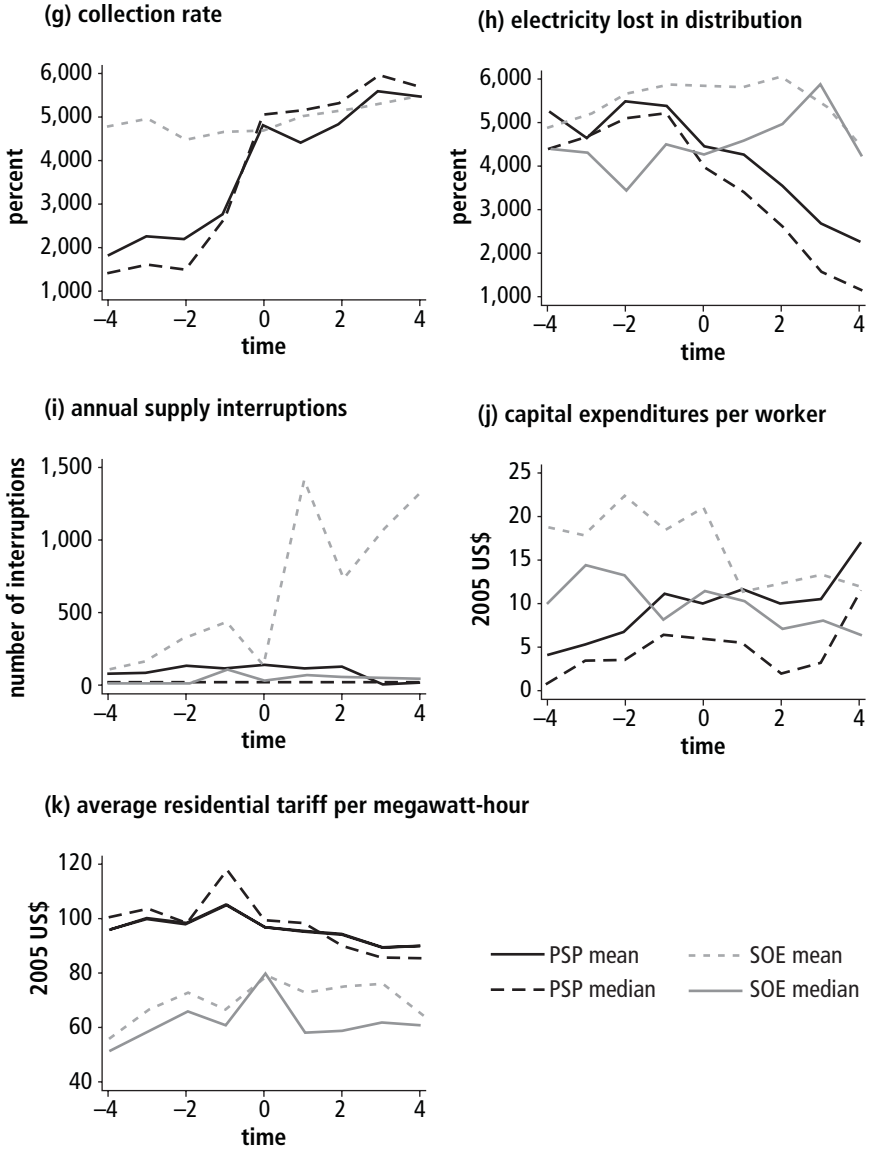 (g) collection rate
6,000
5,000
4,000
3,000
2,000
1,000
percent
–4 –2 0 2 4
time
(h) electricity lost in distribution
6,000
5,000
4,000
3,000
2,000
1,000
percent
–4 –2 0 2 4
time
(i) annual supply interruptions
1,500
1,000
500
0
number of interruptions
–4 –2 0 2 4
time
(j) capital expenditures per worker
25
20
15
10
5
0
2005 US$
–4 –2 0 2 4
time
(k) average residential tariff per megawatt-hour
120
100
80
60
40
2005 US$
–4 –2 0 2 4
time
PSP mean SOE mean
PSP median SOE median